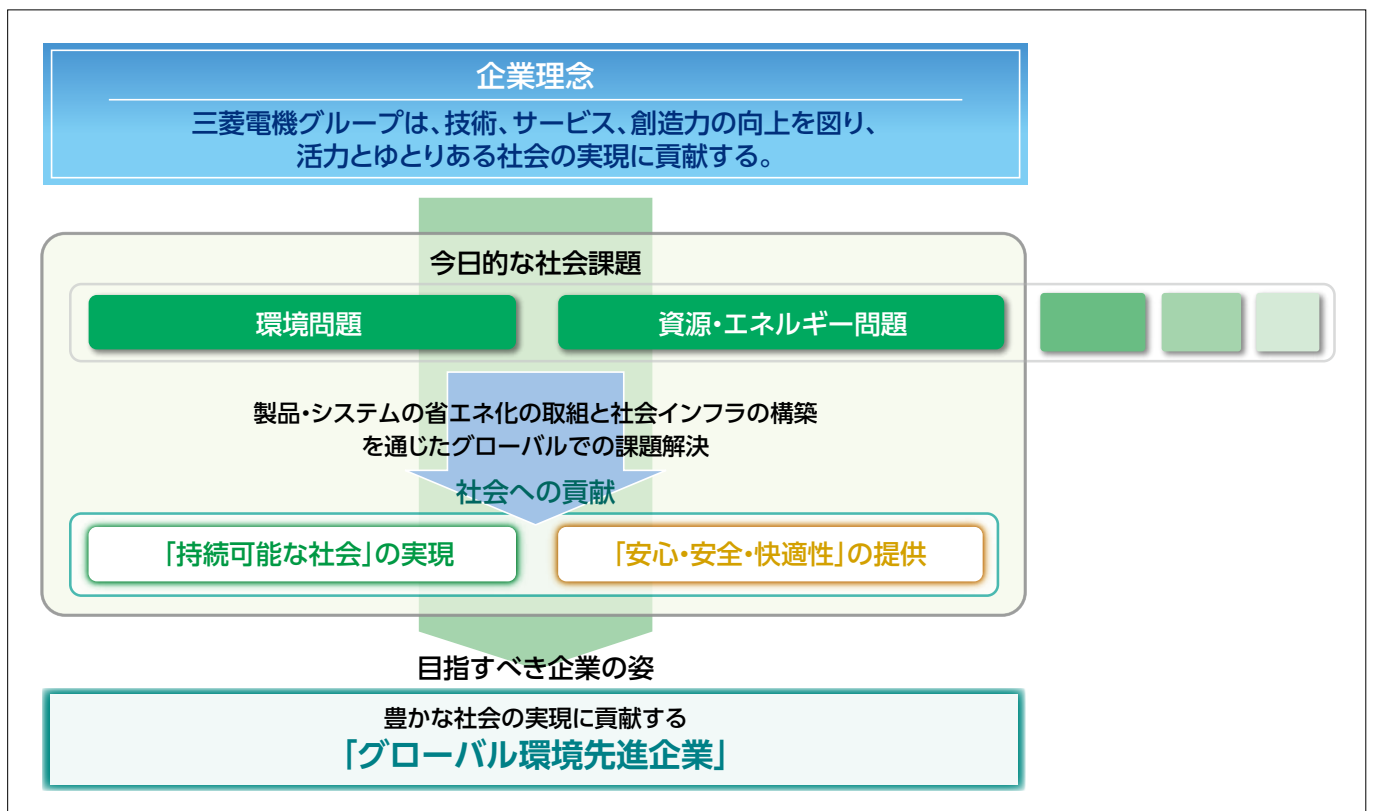 企業理念
三菱電機グループは、技術、サービス、創造力の向上を図り、
活力とゆとりある社会の実現に貢献する。
今日的な社会課題
環境問題
資源・エネルギー問題
製品・システムの省エネ化の取組と社会インフラの構築
を通じたグローバルでの課題解決
社会への貢献
「持続可能な社会」の実現
「安心・安全・快適性」の提供
目指すべき企業の姿
豊かな社会の実現に貢献する
「グローバル環境先進企業」